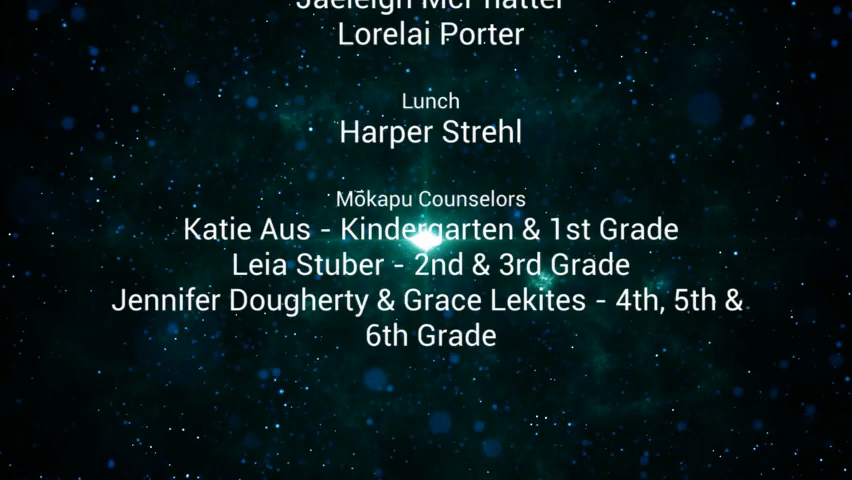 Lorelai Porter
Lunch
Harper Strehl
Mōkapu Counselors
Katie Aus - Kindergarten & 1st Grade
Leia Stuber - 2nd & 3rd Grade
Jennifer Dougherty & Grace Lekites - 4th, 5th &
6th Grade